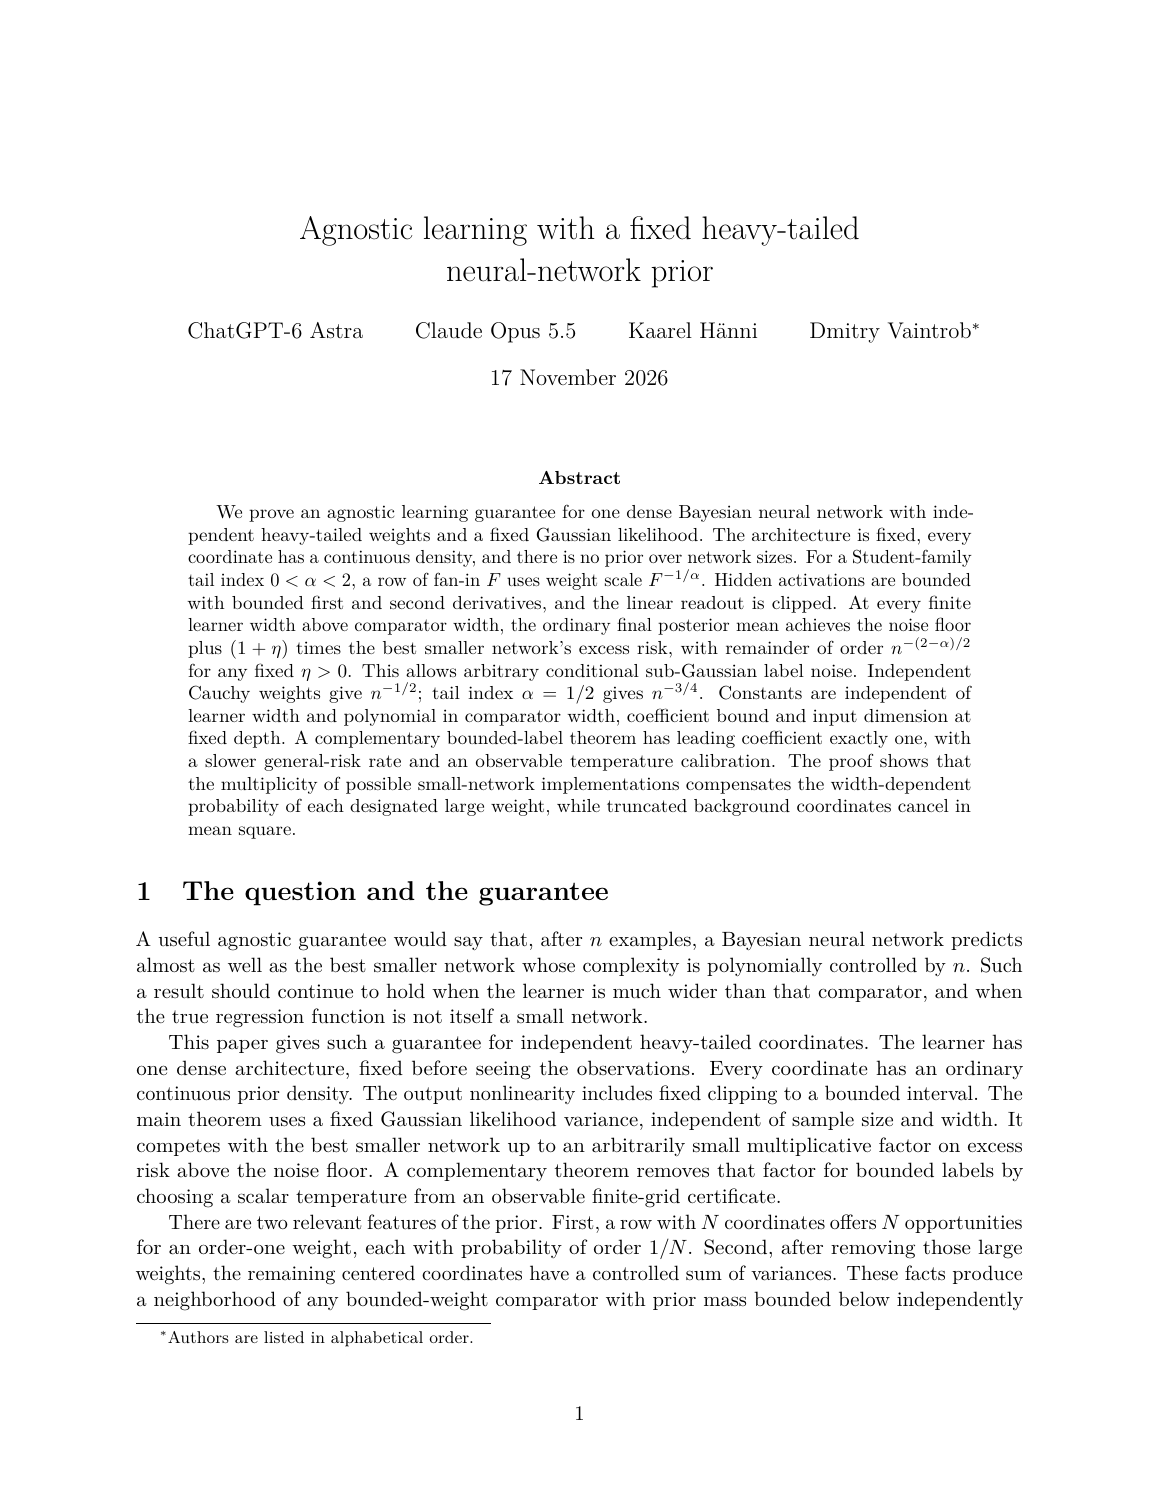 Agnostic learning with a fixed heavy-tailed
neural-network prior
ChatGPT-6 Astra Claude Opus 5.5 Kaarel Hänni Dmitry Vaintrob*
17 November 2026
Abstract
We prove an agnostic learning guarantee for one dense Bayesian neural network with inde-
pendent heavy-tailed weights and a fixed Gaussian likelihood. The architecture is fixed, every
coordinate has a continuous density, and there is no prior over network sizes. For a Student-family
tail index 0 < α < 2, a row of fan-in F uses weight scale F^{−1/α}. Hidden activations are bounded
with bounded first and second derivatives, and the linear readout is clipped. At every finite
learner width above comparator width, the ordinary final posterior mean achieves the noise floor
plus (1 + η) times the best smaller network's excess risk, with remainder of order n^{−(2−α)/2}
for any fixed η > 0. This allows arbitrary conditional sub-Gaussian label noise. Independent
Cauchy weights give n^{−1/2}; tail index α = 1/2 gives n^{−3/4}. Constants are independent of
learner width and polynomial in comparator width, coefficient bound and input dimension at
fixed depth. A complementary bounded-label theorem has leading coefficient exactly one, with
a slower general-risk rate and an observable temperature calibration. The proof shows that
the multiplicity of possible small-network implementations compensates the width-dependent
probability of each designated large weight, while truncated background coordinates cancel in
mean square.
1 The question and the guarantee
A useful agnostic guarantee would say that, after n examples, a Bayesian neural network predicts
almost as well as the best smaller network whose complexity is polynomially controlled by n. Such
a result should continue to hold when the learner is much wider than that comparator, and when
the true regression function is not itself a small network.
This paper gives such a guarantee for independent heavy-tailed coordinates. The learner has
one dense architecture, fixed before seeing the observations. Every coordinate has an ordinary
continuous prior density. The output nonlinearity includes fixed clipping to a bounded interval. The
main theorem uses a fixed Gaussian likelihood variance, independent of sample size and width. It
competes with the best smaller network up to an arbitrarily small multiplicative factor on excess
risk above the noise floor. A complementary theorem removes that factor for bounded labels by
choosing a scalar temperature from an observable finite-grid certificate.
There are two relevant features of the prior. First, a row with N coordinates offers N opportunities
for an order-one weight, each with probability of order 1/N. Second, after removing those large
weights, the remaining centered coordinates have a controlled sum of variances. These facts produce
a neighborhood of any bounded-weight comparator with prior mass bounded below independently
*Authors are listed in alphabetical order.
1